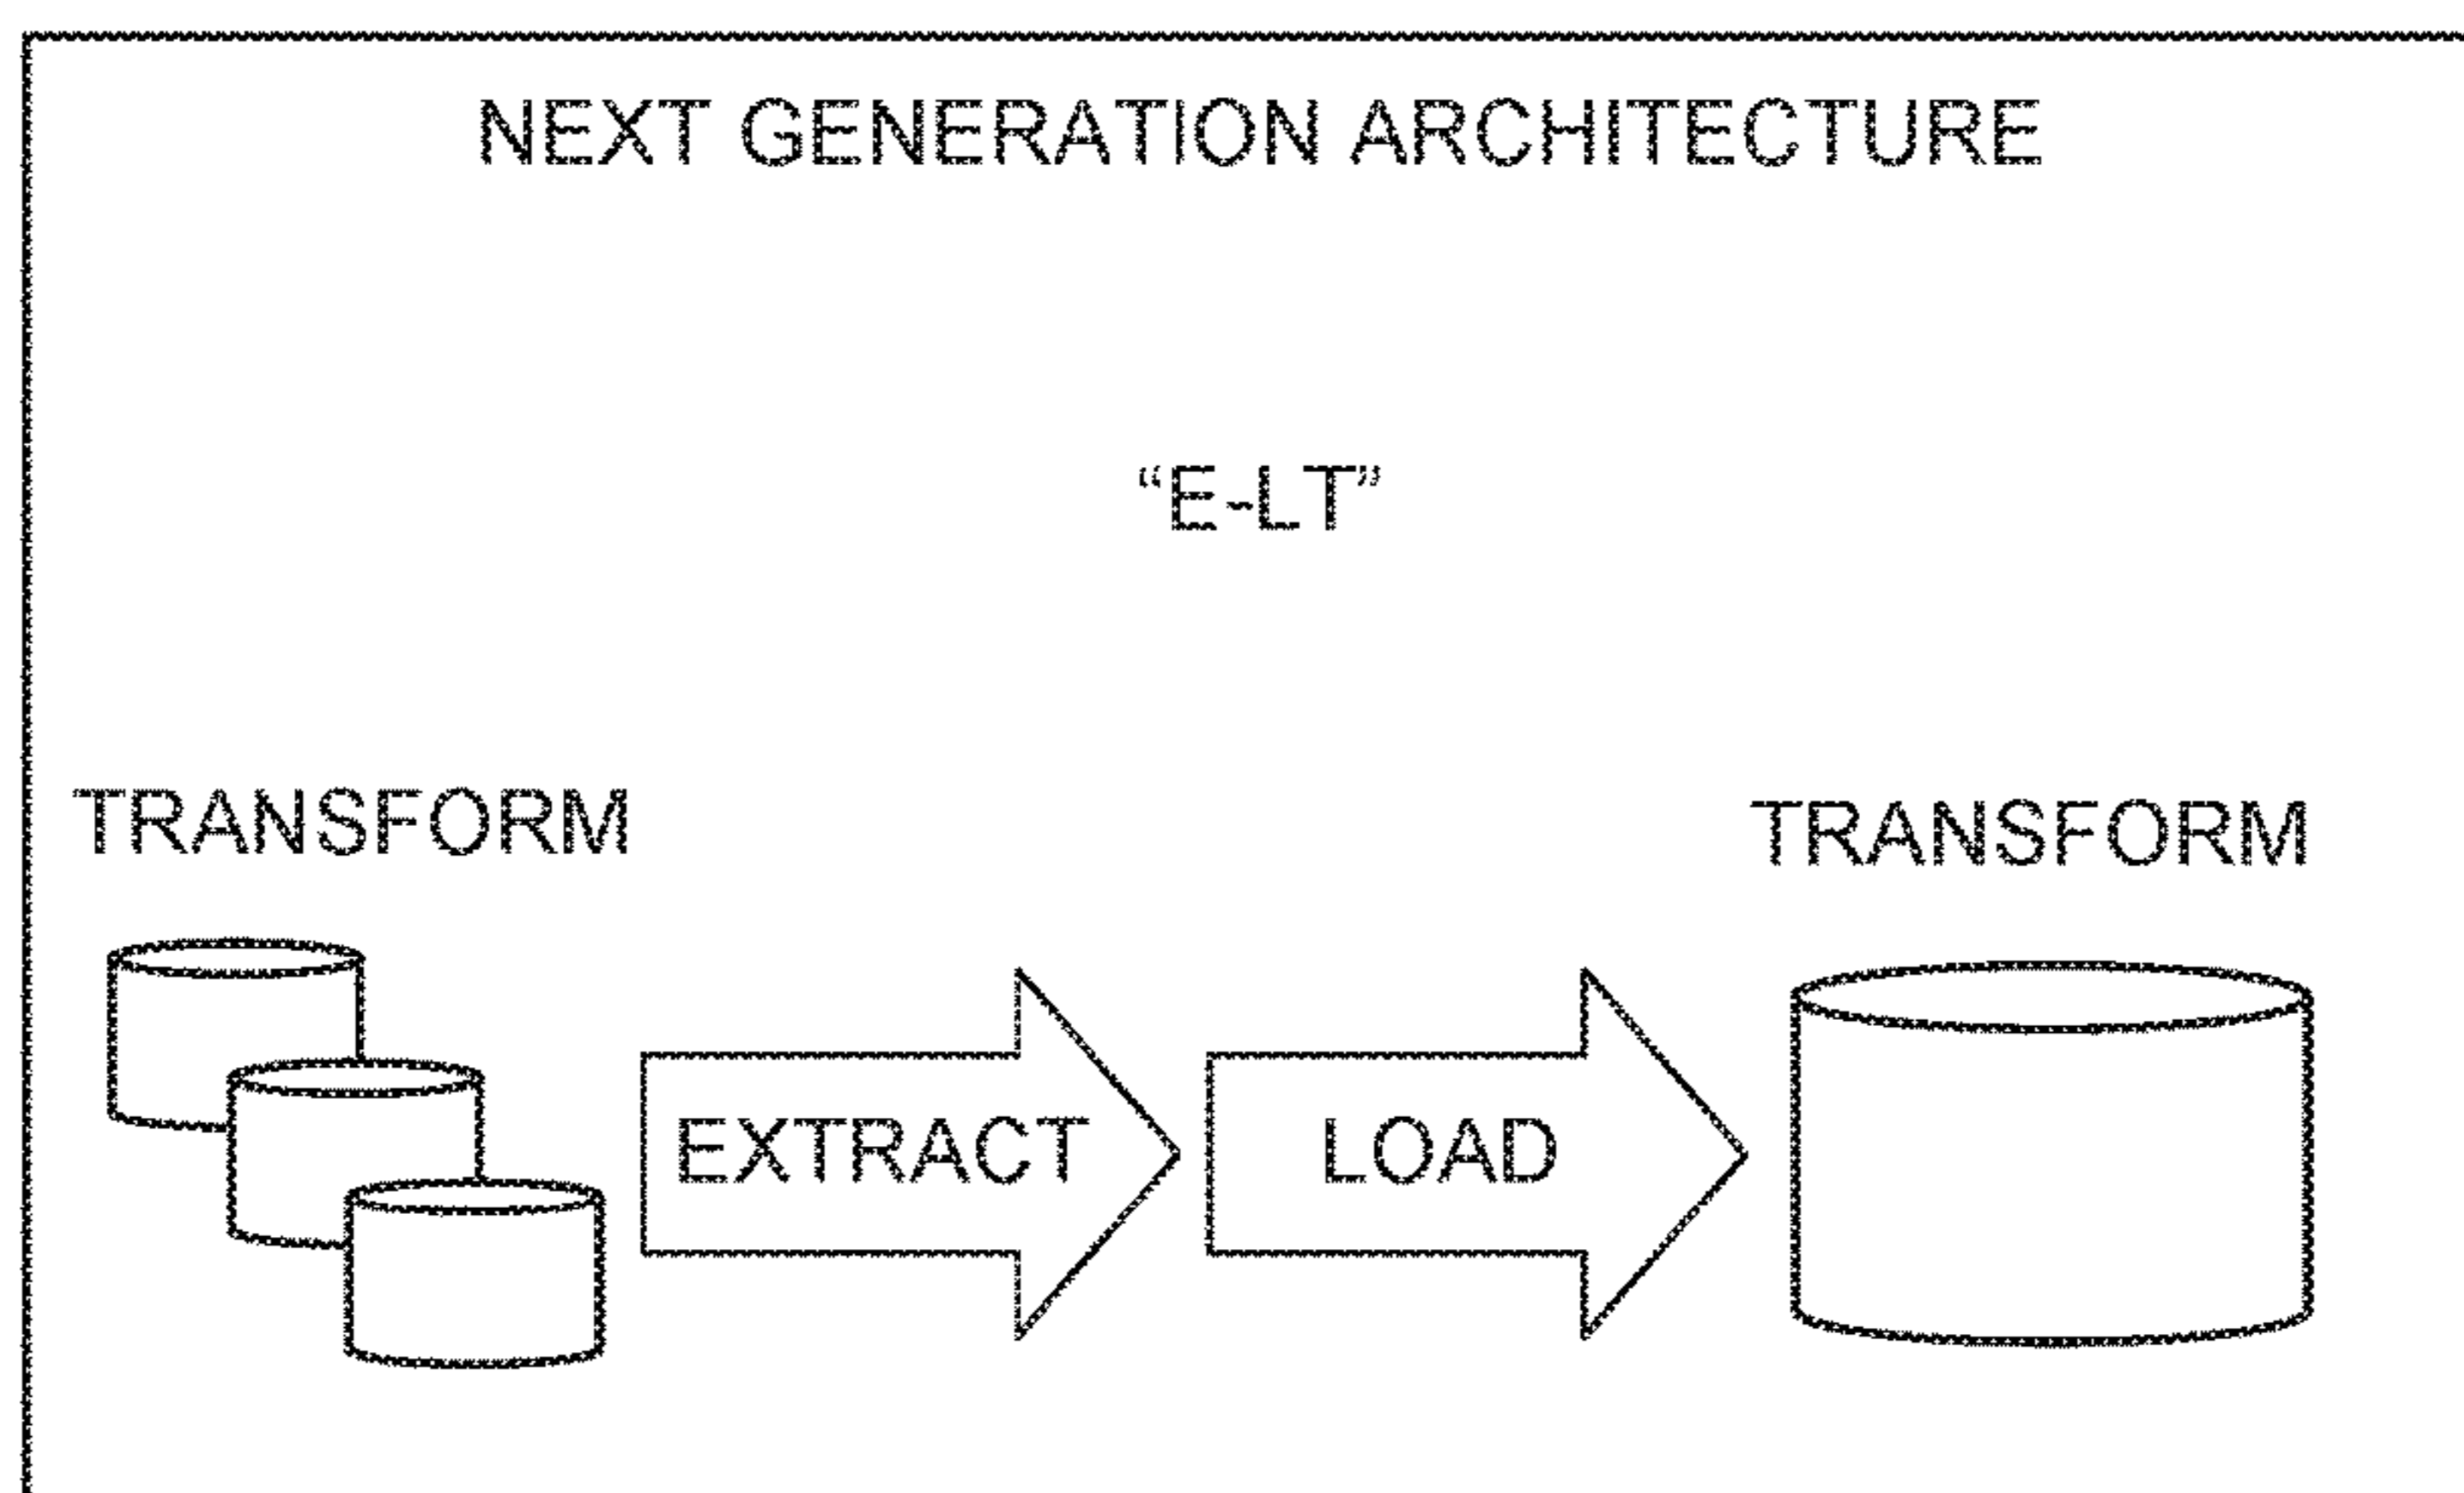 NEXT GENERATION ARCHITECTURE
“E-LT”
TRANSFORM
TRANSFORM
EXTRACT
LOAD